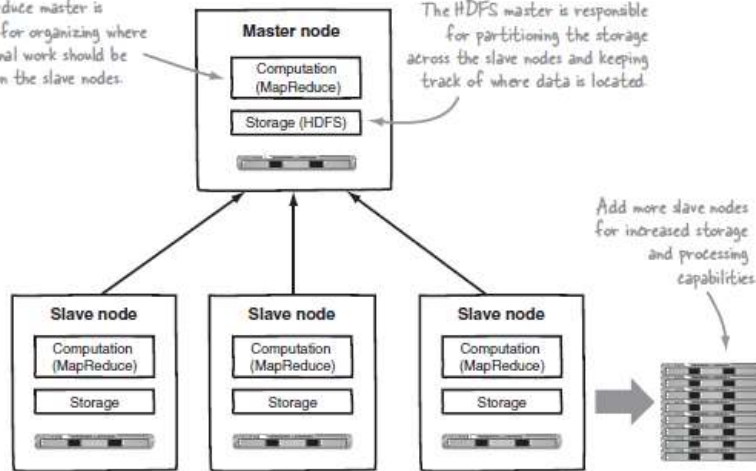 duce master is
for organizing where
nal work should be
n the slave nodes.
The HDFS master is responsible
for partitioning the storage
across the slave nodes and keeping
track of where data is located.
Master node
Computation
(MapReduce)
Storage (HDFS)
Add more slave nodes
for increased storage
and processing
capabilities
Slave node
Computation
(MapReduce)
Storage
Slave node
Computation
(MapReduce)
Storage
Slave node
Computation
(MapReduce)
Storage